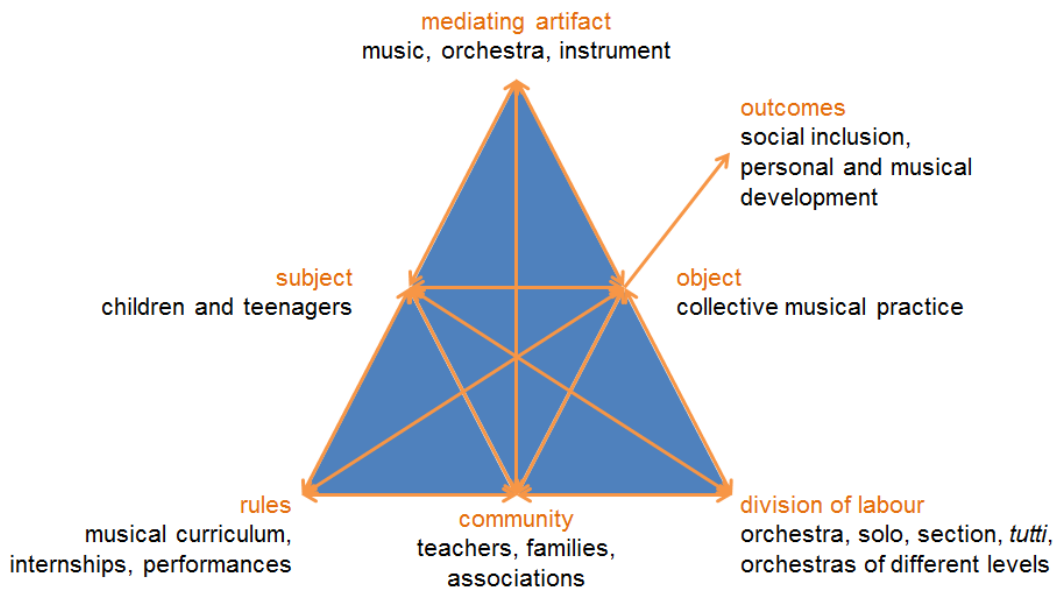 mediating artifact
music, orchestra, instrument
outcomes
social inclusion,
personal and musical
development
subject
children and teenagers
object
collective musical practice
rules
musical curriculum,
internships, performances
community
teachers, families,
associations
division of labour
orchestra, solo, section, tutti,
orchestras of different levels